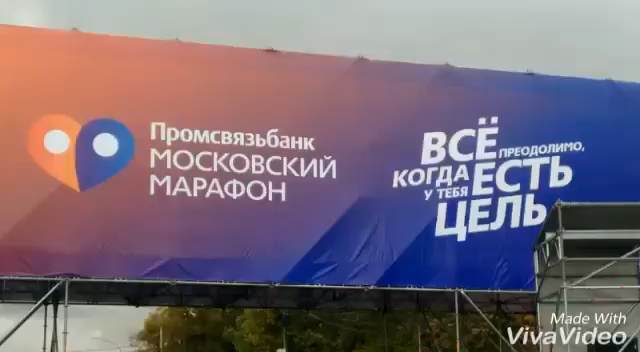 Промсвязьбанк
МОСКОВСКИЙ
МАРАФОН
ВСЁ ПРЕОДОЛИМО,
КОГДА У ТЕБЯ ЕСТЬ
ЦЕЛЬ
Made With
VivaVideo